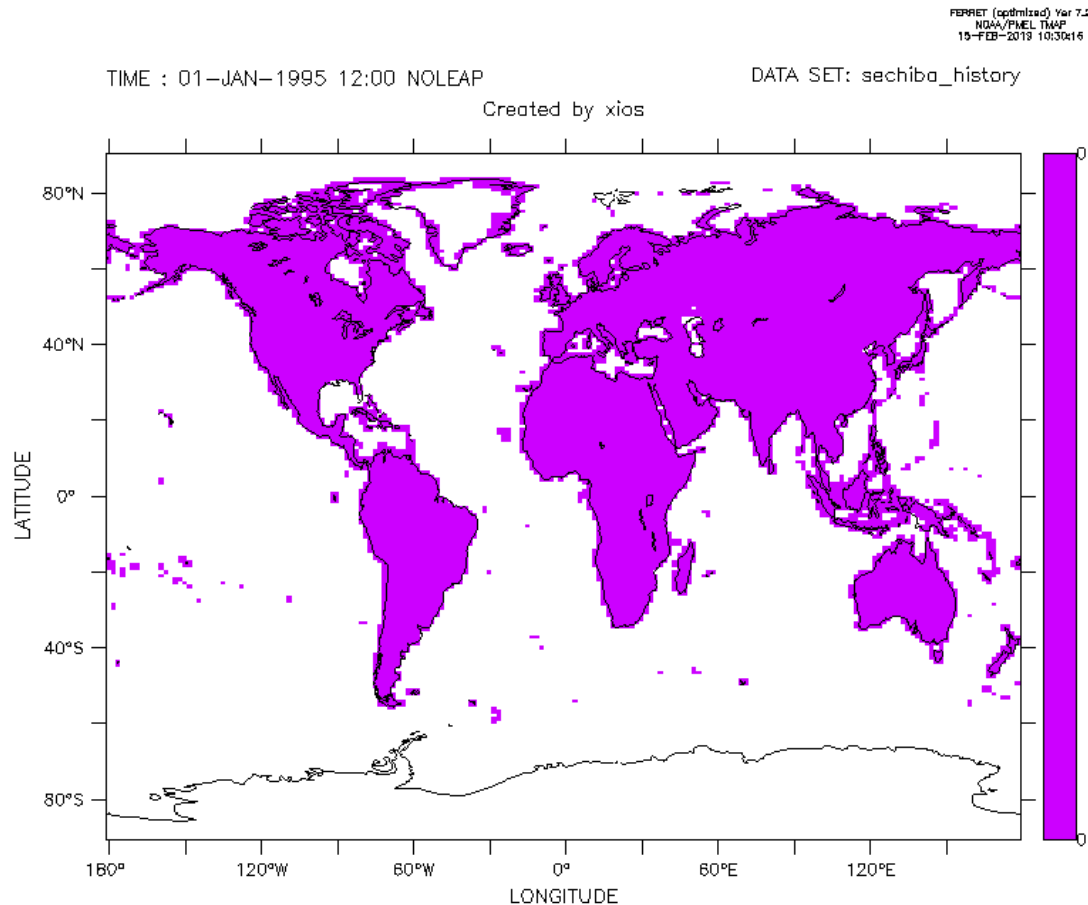 FERRET (optimized) Ver 7.2
NOAA/PMEL TMAP
15-FEB-2019 10:30:16
TIME : 01-JAN-1995 12:00 NOLEAP
DATA SET: sechiba_history
Created by xios
0
80°N
40°N
0°
40°S
80°S
LATITUDE
0
180°
120°W
60°W
0°
60°E
120°E
LONGITUDE